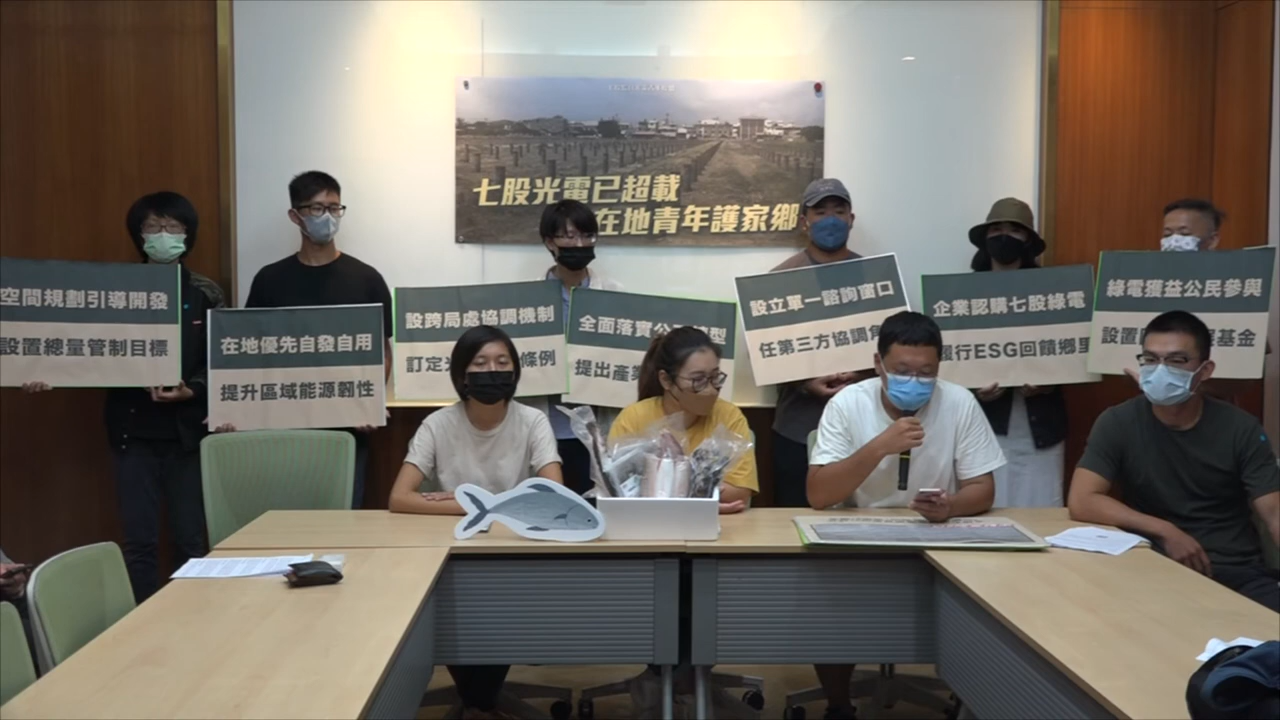 七股光電已超載
在地青年護家鄉
空間規劃引導開發
設置總量管制目標
在地優先自發自用
提升區域能源韌性
設跨局處協調機制
訂定光
條例
全面落實公
型
提出產業
設立單一諮詢窗口
任第三方協調
企業認購七股綠電
履行ESG回饋鄉里
綠電獲益公民參與
設置
基金